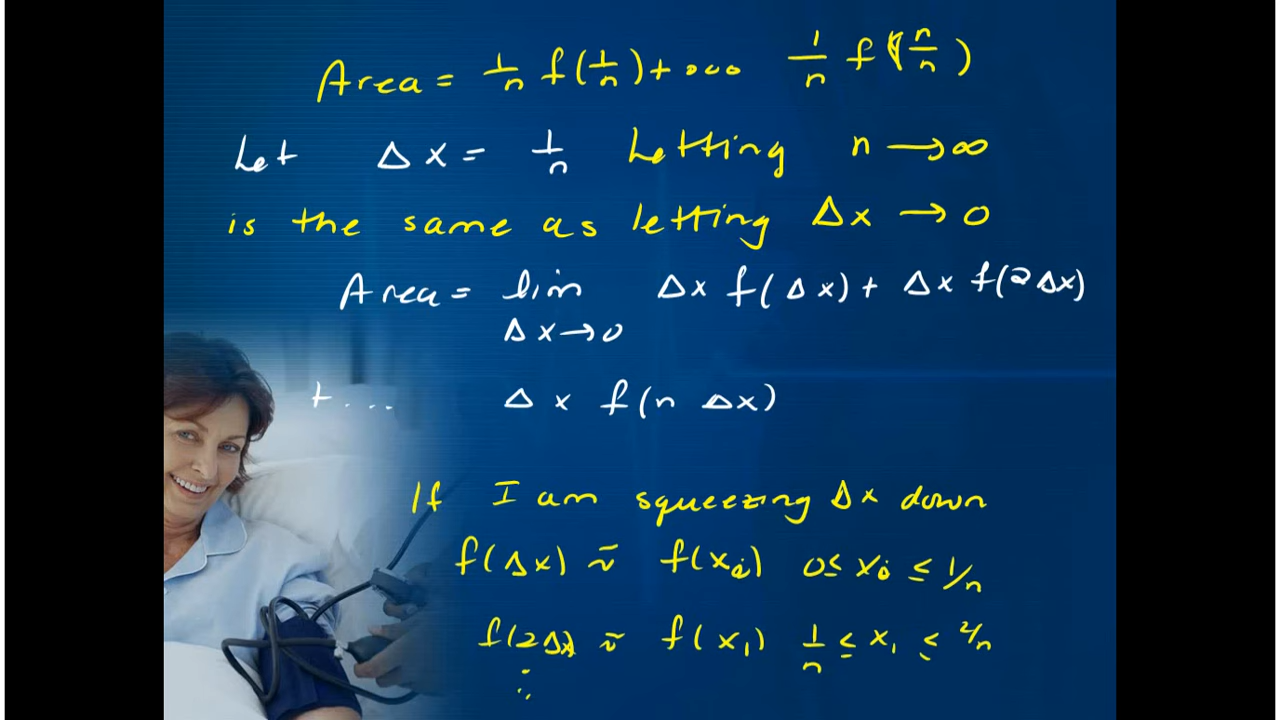 Area = 1/n f(1/n) + ... 1/n f(n/n)
Let Δx = 1/n Letting n → ∞
is the same as letting Δx → 0
Area = lim Δx f(Δx) + Δx f(2Δx)
Δx → 0
+ ... Δx f(n Δx)
If I am squeezing Δx down
f(Δx) ≈ f(x₀) 0 ≤ x₀ ≤ 1/n
f(2Δx) ≈ f(x₁) 1/n ≤ x₁ ≤ 2/n
⋮